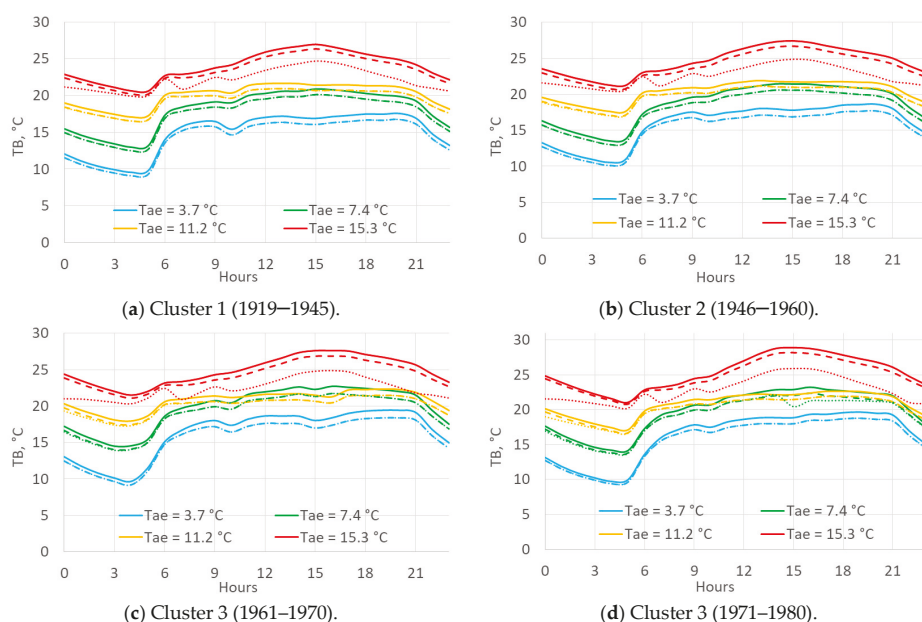 30
25
20
15
10
5
0
TB, °C
Tae = 3.7 °C
Tae = 7.4 °C
Tae = 11.2 °C
Tae = 15.3 °C
0 3 6 9 12 15 18 21
Hours
(a) Cluster 1 (1919–1945).
30
25
20
15
10
5
0
TB, °C
Tae = 3.7 °C
Tae = 7.4 °C
Tae = 11.2 °C
Tae = 15.3 °C
0 3 6 9 12 15 18 21
Hours
(b) Cluster 2 (1946–1960).
30
25
20
15
10
5
0
TB, °C
Tae = 3.7 °C
Tae = 7.4 °C
Tae = 11.2 °C
Tae = 15.3 °C
0 3 6 9 12 15 18 21
Hours
(c) Cluster 3 (1961–1970).
30
25
20
15
10
5
0
TB, °C
Tae = 3.7 °C
Tae = 7.4 °C
Tae = 11.2 °C
Tae = 15.3 °C
0 3 6 9 12 15 18 21
Hours
(d) Cluster 3 (1971–1980).